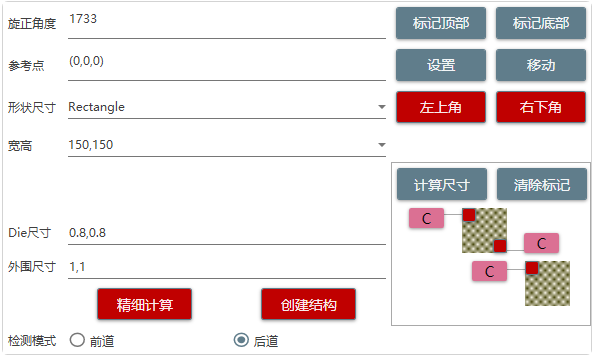 旋正角度 1733 标记顶部 标记底部
参考点 (0,0,0) 设置 移动
形状尺寸 Rectangle 左上角 右下角
宽高 150,150
计算尺寸 清除标记
C
Die尺寸 0.8,0.8 C
外围尺寸 1,1 C
精细计算 创建结构
检测模式 前道 后道